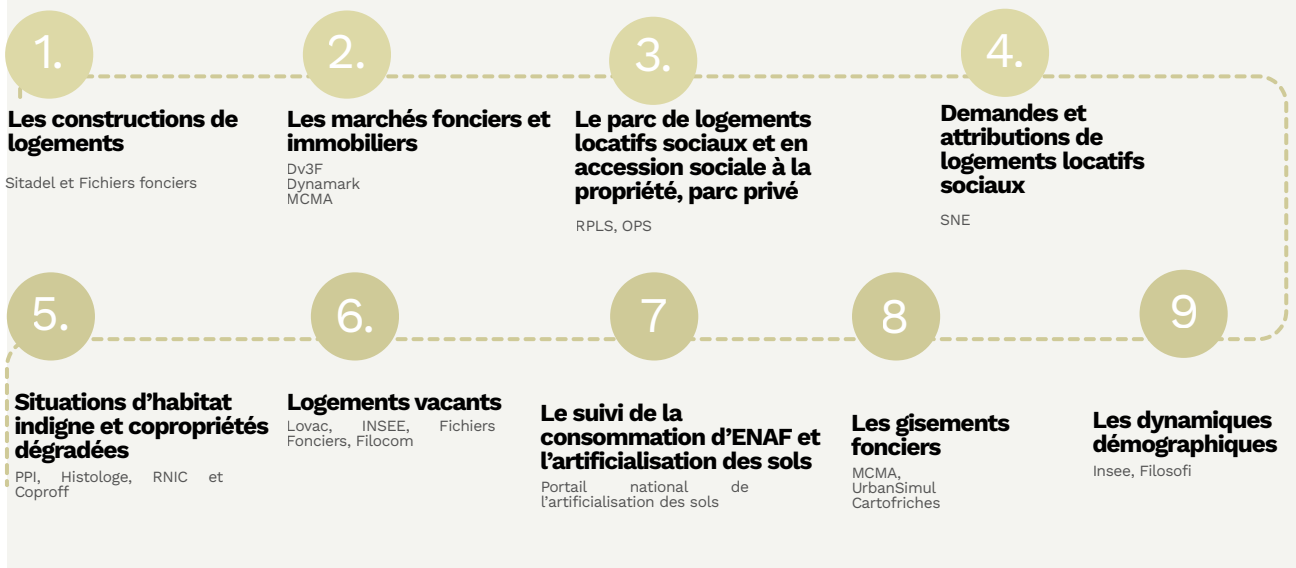 1.
Les constructions de
logements
Sitadel et Fichiers fonciers
2.
Les marchés fonciers et
immobiliers
Dv3F
Dynamark
MCMA
3.
Le parc de logements
locatifs sociaux et en
accession sociale à la
propriété, parc privé
RPLS, OPS
4.
Demandes et
attributions de
logements locatifs
sociaux
SNE
5.
Situations d’habitat
indigne et copropriétés
dégradées
PPI, Histologe, RNIC et
Coproff
6.
Logements vacants
Lovac, INSEE, Fichiers
Fonciers, Filocom
7
Le suivi de la
consommation d’ENAF et
l’artificialisation des sols
Portail national de
l’artificialisation des sols
8
Les gisements
fonciers
MCMA,
UrbanSimul
Cartofriches
9
Les dynamiques
démographiques
Insee, Filosofi